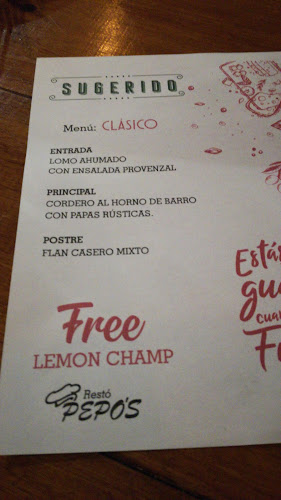 SUGERIDO
Menú: CLÁSICO
ENTRADA
LOMO AHUMADO
CON ENSALADA PROVENZAL
PRINCIPAL
CORDERO AL HORNO DE BARRO
CON PAPAS RÚSTICAS.
POSTRE
FLAN CASERO MIXTO
Free
LEMON CHAMP
Restó
PEPO'S